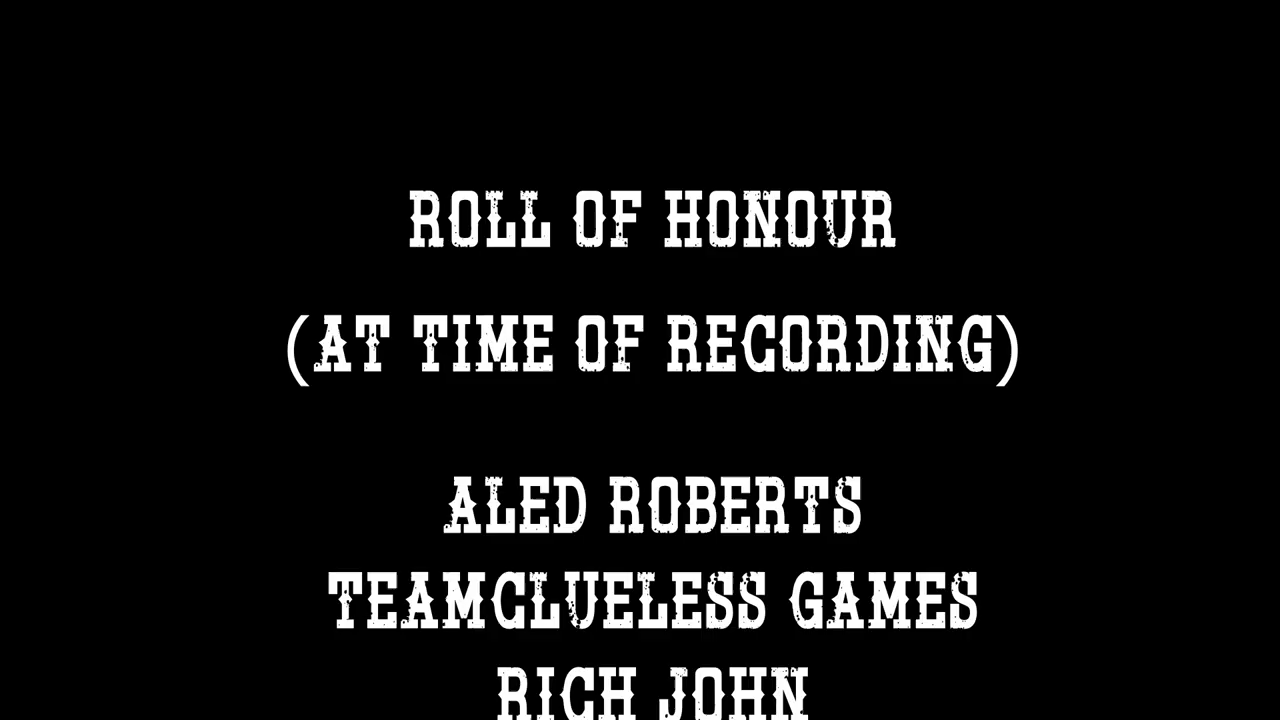 ROLL OF HONOUR
(AT TIME OF RECORDING)
ALED ROBERTS
TEAMCLUELESS GAMES
RICH JOHN